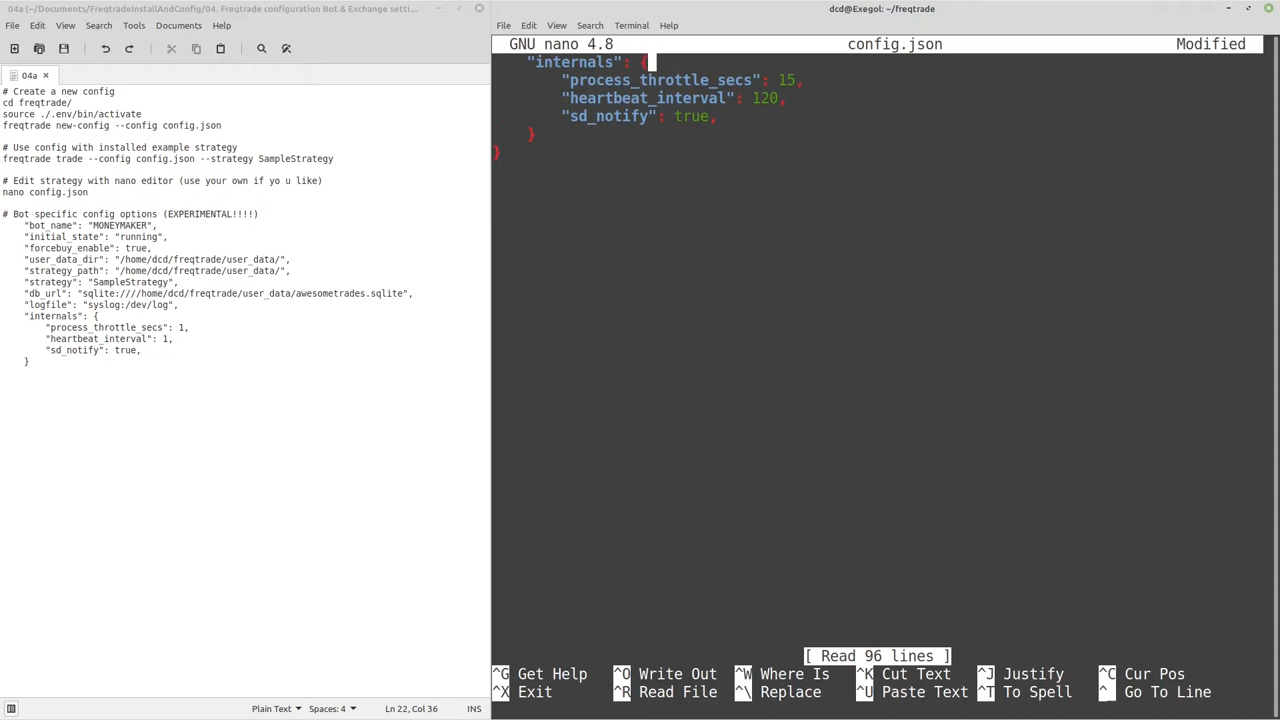 04a (~/Documents/FreqtradeInstallAndConfig/04. Freqtrade configuration Bot & Exchange setti...
File Edit View Search Tools Documents Help
04a ×
# Create a new config
cd freqtrade/
source ./.env/bin/activate
freqtrade new-config --config config.json
# Use config with installed example strategy
freqtrade trade --config config.json --strategy SampleStrategy
# Edit strategy with nano editor (use your own if yo u like)
nano config.json
# Bot specific config options (EXPERIMENTAL!!!!)
"bot_name": "MONEYMAKER",
"initial_state": "running",
"forcebuy_enable": true,
"user_data_dir": "/home/dcd/freqtrade/user_data/",
"strategy_path": "/home/dcd/freqtrade/user_data/",
"strategy": "SampleStrategy",
"db_url": "sqlite:////home/dcd/freqtrade/user_data/awesometrades.sqlite",
"logfile": "syslog:/dev/log",
"internals": {
"process_throttle_secs": 1,
"heartbeat_interval": 1,
"sd_notify": true,
}
Plain Text Spaces: 4 Ln 22, Col 36 INS
dcd@Exegol: ~/freqtrade
File Edit View Search Terminal Help
GNU nano 4.8 config.json Modified
"internals": {
"process_throttle_secs": 15,
"heartbeat_interval": 120,
"sd_notify": true,
}
}
[ Read 96 lines ]
^G Get Help ^O Write Out ^W Where Is ^K Cut Text ^J Justify ^C Cur Pos
^X Exit ^R Read File ^\ Replace ^U Paste Text ^T To Spell ^_ Go To Line